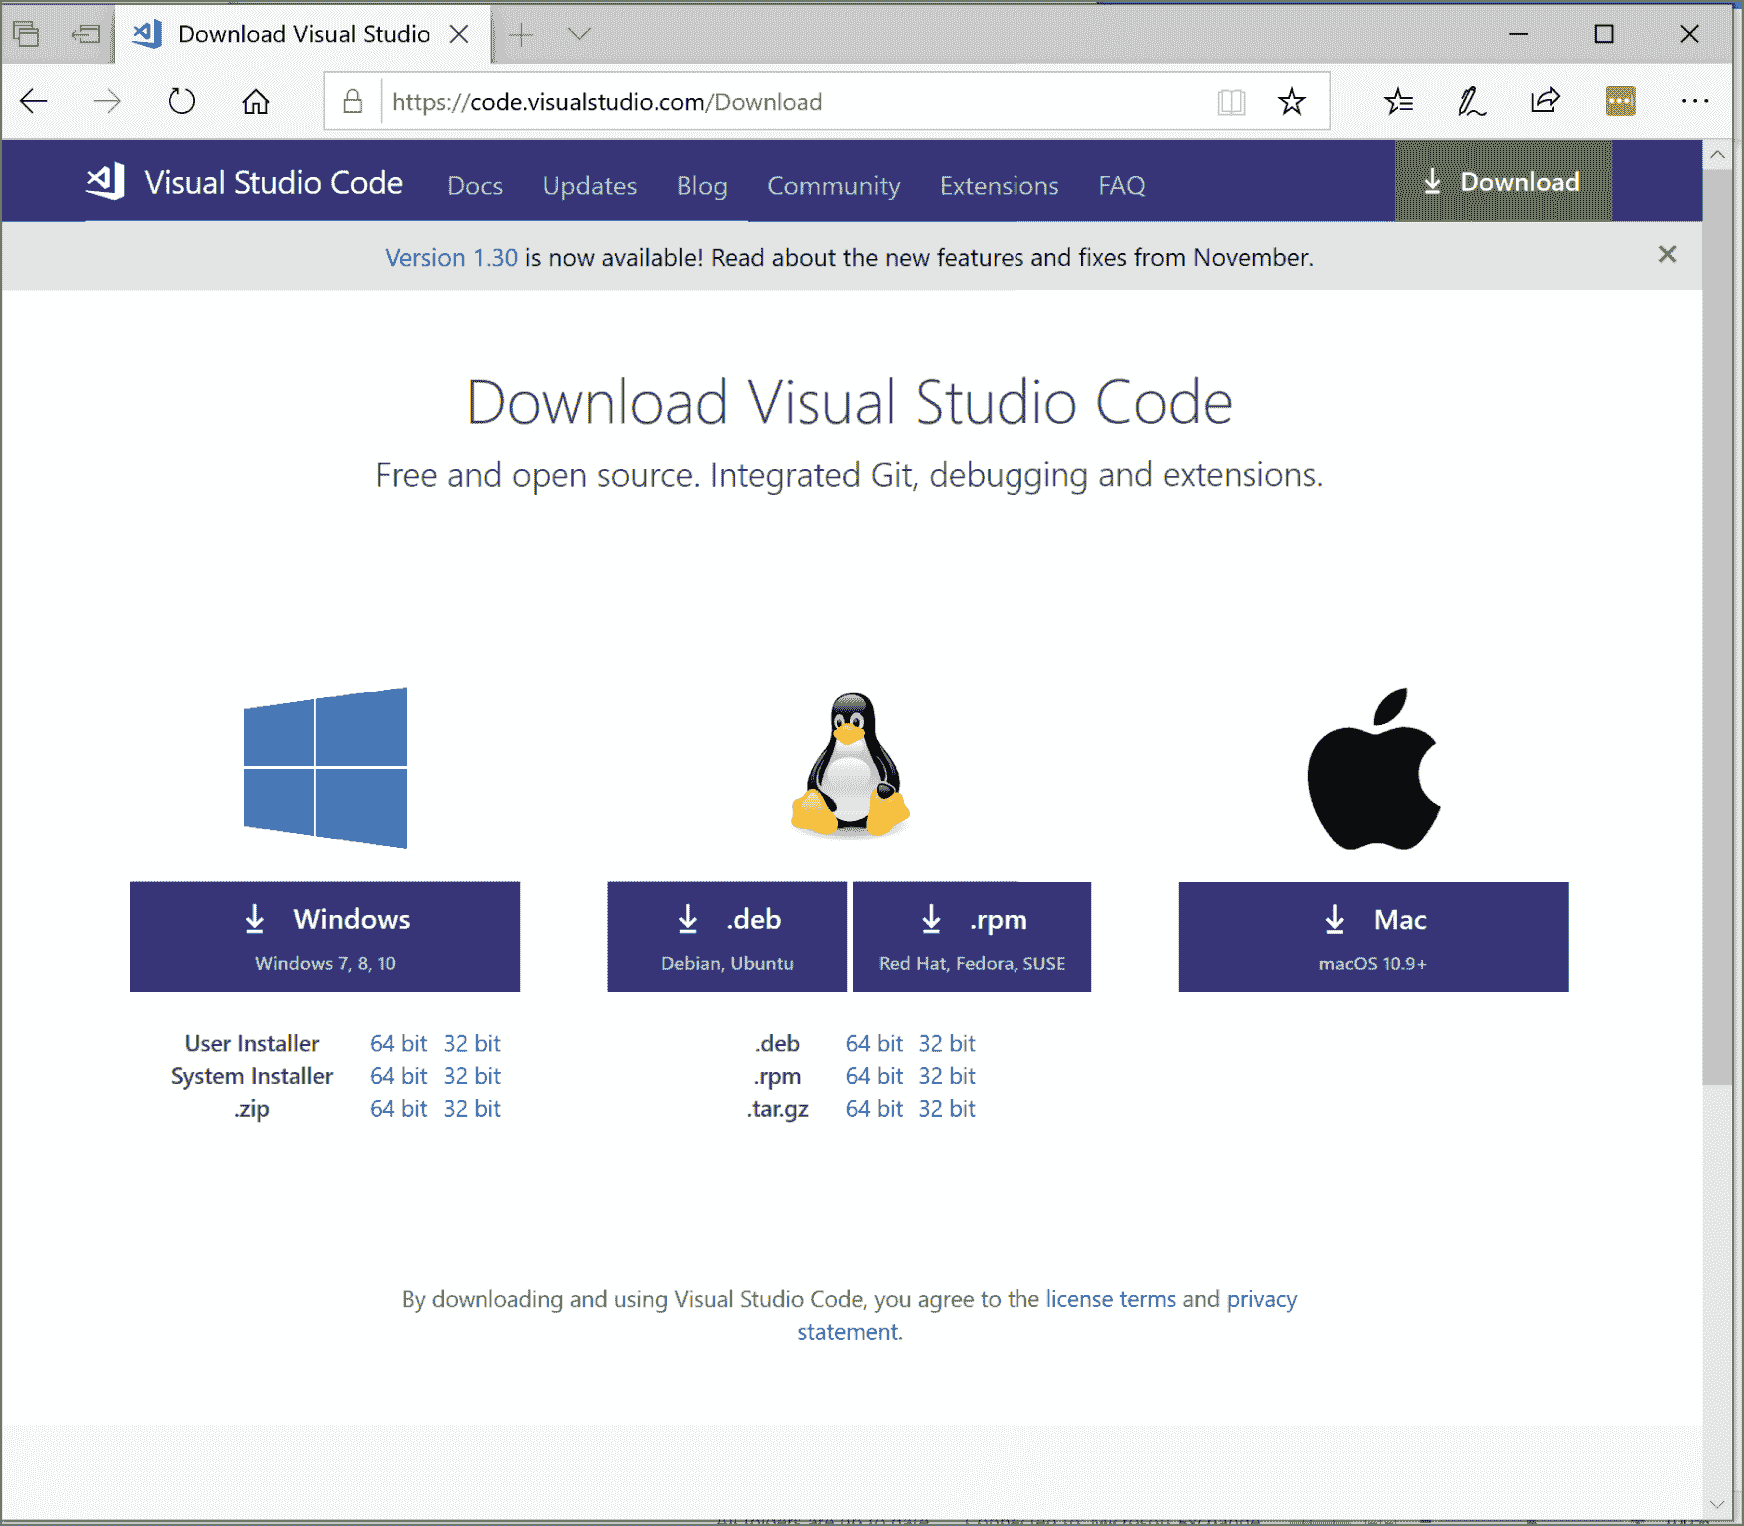 Download Visual Studio
https://code.visualstudio.com/Download
Visual Studio Code Docs Updates Blog Community Extensions FAQ Download
Version 1.30 is now available! Read about the new features and fixes from November.
Download Visual Studio Code
Free and open source. Integrated Git, debugging and extensions.
Windows
Windows 7, 8, 10
.deb
Debian, Ubuntu
.rpm
Red Hat, Fedora, SUSE
Mac
macOS 10.9+
User Installer 64 bit 32 bit
System Installer 64 bit 32 bit
.zip 64 bit 32 bit
.deb 64 bit 32 bit
.rpm 64 bit 32 bit
.tar.gz 64 bit 32 bit
By downloading and using Visual Studio Code, you agree to the license terms and privacy
statement.